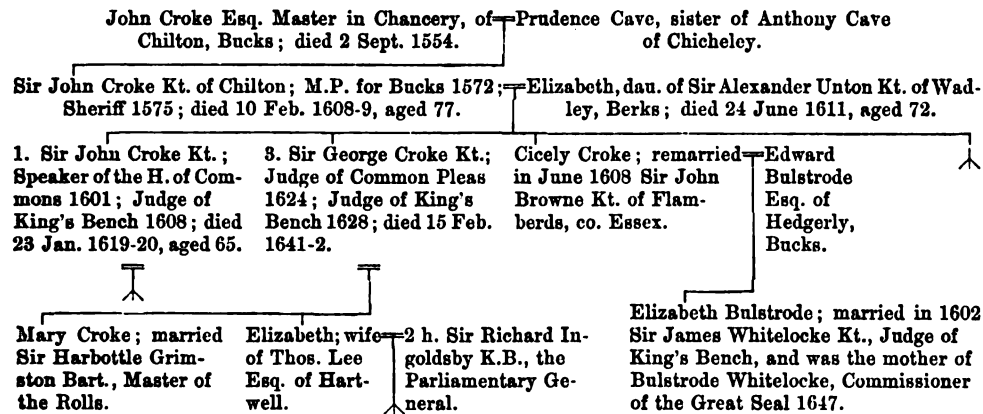 John Croke Esq. Master in Chancery, of
Chilton, Bucks; died 2 Sept. 1554.
Prudence Cave, sister of Anthony Cave
of Chicheley.
Sir John Croke Kt. of Chilton; M.P. for Bucks 1572;
Sheriff 1575; died 10 Feb. 1608-9, aged 77.
Elizabeth, dau. of Sir Alexander Unton Kt. of Wad-
ley, Berks; died 24 June 1611, aged 72.
1. Sir John Croke Kt.;
Speaker of the H. of Com-
mons 1601; Judge of
King's Bench 1608; died
23 Jan. 1619-20, aged 65.
3. Sir George Croke Kt.;
Judge of Common Pleas
1624; Judge of King's
Bench 1628; died 15 Feb.
1641-2.
Cicely Croke; remarried
in June 1608 Sir John
Browne Kt. of Flam-
berds, co. Essex.
Edward
Bulstrode
Esq. of
Hedgerly,
Bucks.
Mary Croke; married
Sir Harbottle Grim-
ston Bart., Master of
the Rolls.
Elizabeth; wife
of Thos. Lee
Esq. of Hart-
well.
2 h. Sir Richard In-
goldsby K.B., the
Parliamentary Ge-
neral.
Elizabeth Bulstrode; married in 1602
Sir James Whitelocke Kt., Judge of
King's Bench, and was the mother of
Bulstrode Whitelocke, Commissioner
of the Great Seal 1647.